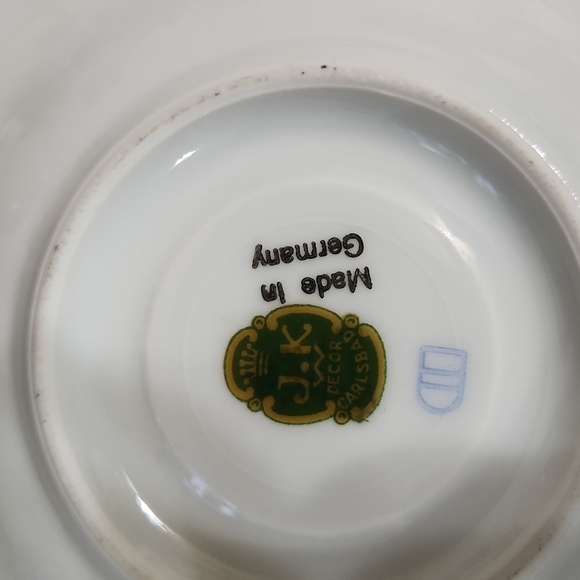 Made In
Germany
J.K
W
DECOR
CARLSBAD